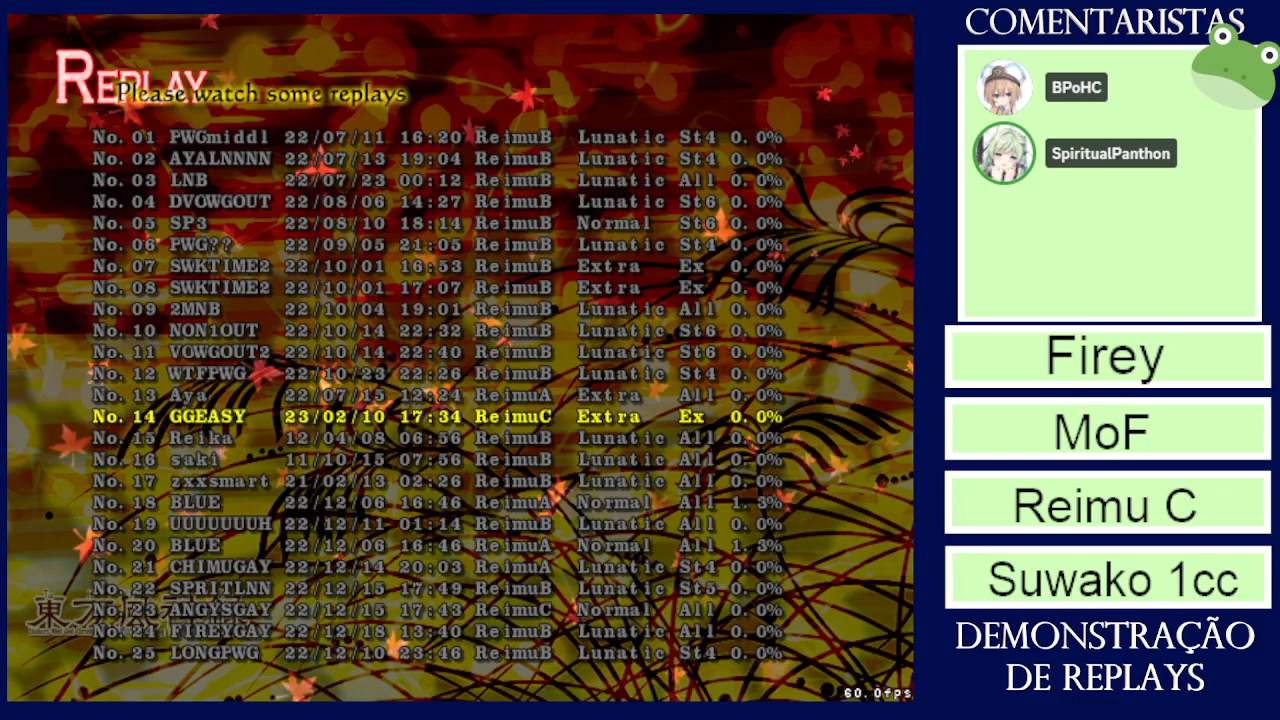 COMENTARISTAS
BPoHC
SpiritualPanthon
Replay
Please watch some replays
No. 01 PWGmiddl 22/07/11 16:20 ReimuB Lunatic St4 0.0%
No. 02 AYALNNNN 22/07/13 19:04 ReimuB Lunatic St4 0.0%
No. 03 LNB 22/07/23 00:12 ReimuB Lunatic All 0.0%
No. 04 DVOWGOUT 22/08/06 14:27 ReimuB Lunatic St6 0.0%
No. 05 SP3 22/08/10 18:14 ReimuB Normal St6 0.0%
No. 06 PWG?? 22/09/05 21:05 ReimuB Lunatic St4 0.0%
No. 07 SWKTIME2 22/10/01 16:53 ReimuB Extra Ex 0.0%
No. 08 SWKTIME2 22/10/01 17:07 ReimuB Extra Ex 0.0%
No. 09 2MNB 22/10/04 19:01 ReimuB Lunatic All 0.0%
No. 10 NON1OUT 22/10/14 22:32 ReimuB Lunatic St6 0.0%
No. 11 VOWGOUT2 22/10/14 22:40 ReimuB Lunatic St6 0.0%
No. 12 WTFPWG 22/10/23 22:26 ReimuB Lunatic St4 0.0%
No. 13 Aya 22/07/15 12:24 ReimuA Extra All 0.0%
No. 14 GGEASY 23/02/10 17:34 ReimuC Extra Ex 0.0%
No. 15 Reika 12/04/08 06:56 ReimuB Lunatic All 0.0%
No. 16 saki 11/10/15 07:56 ReimuB Lunatic All 0.0%
No. 17 zxxsmart 21/02/13 02:26 ReimuB Lunatic All 0.0%
No. 18 BLUE 22/12/06 16:46 ReimuA Normal All 1.3%
No. 19 UUUUUUUH 22/12/11 01:14 ReimuB Lunatic All 0.0%
No. 20 BLUE 22/12/06 16:46 ReimuA Normal All 1.3%
No. 21 CHIMUGAY 22/12/14 20:03 ReimuA Lunatic St4 0.0%
No. 22 SPRITLNN 22/12/15 17:49 ReimuB Lunatic St5 0.0%
No. 23 ANGYSGAY 22/12/15 17:43 ReimuC Normal All 0.0%
No. 24 FIREYGAY 22/12/18 13:40 ReimuB Lunatic All 0.0%
No. 25 LONGPWG 22/12/10 23:46 ReimuB Lunatic St4 0.0%
60.0fps
Firey
MoF
Reimu C
Suwako 1cc
DEMONSTRAÇÃO
DE REPLAYS